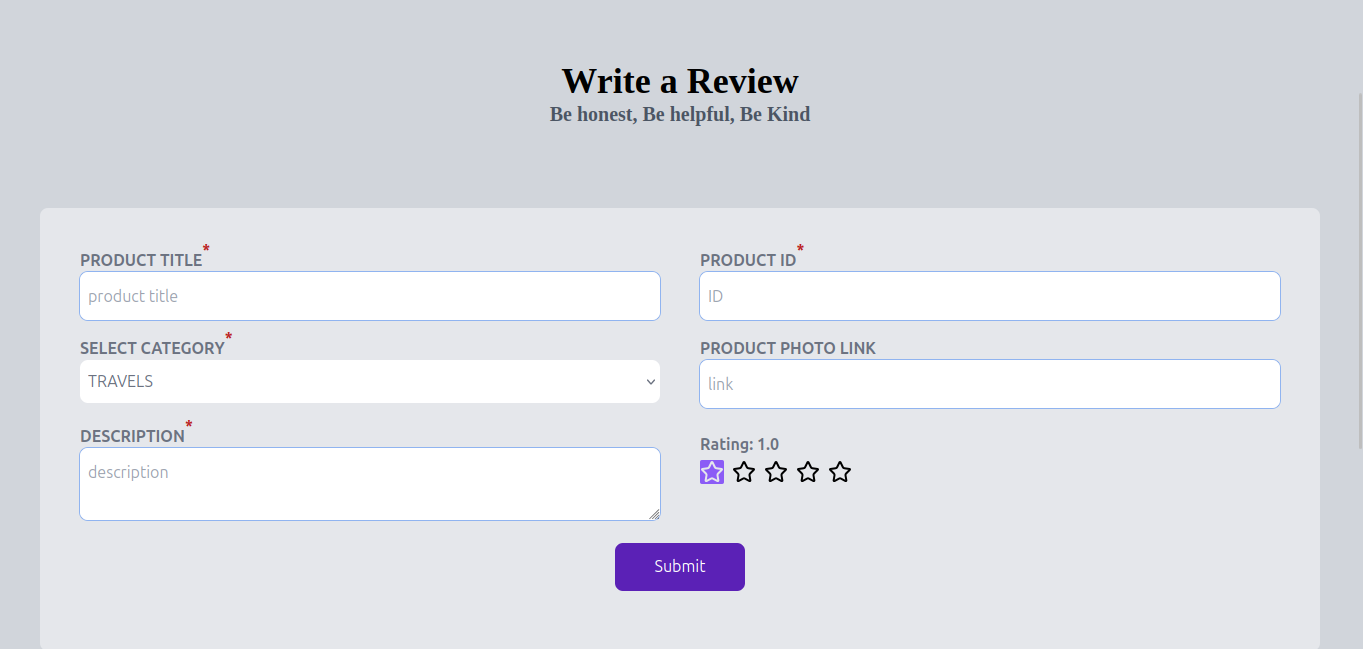 Write a Review
Be honest, Be helpful, Be Kind
PRODUCT TITLE*
product title
PRODUCT ID*
ID
SELECT CATEGORY*
TRAVELS
PRODUCT PHOTO LINK
link
DESCRIPTION*
description
Rating: 1.0
Submit